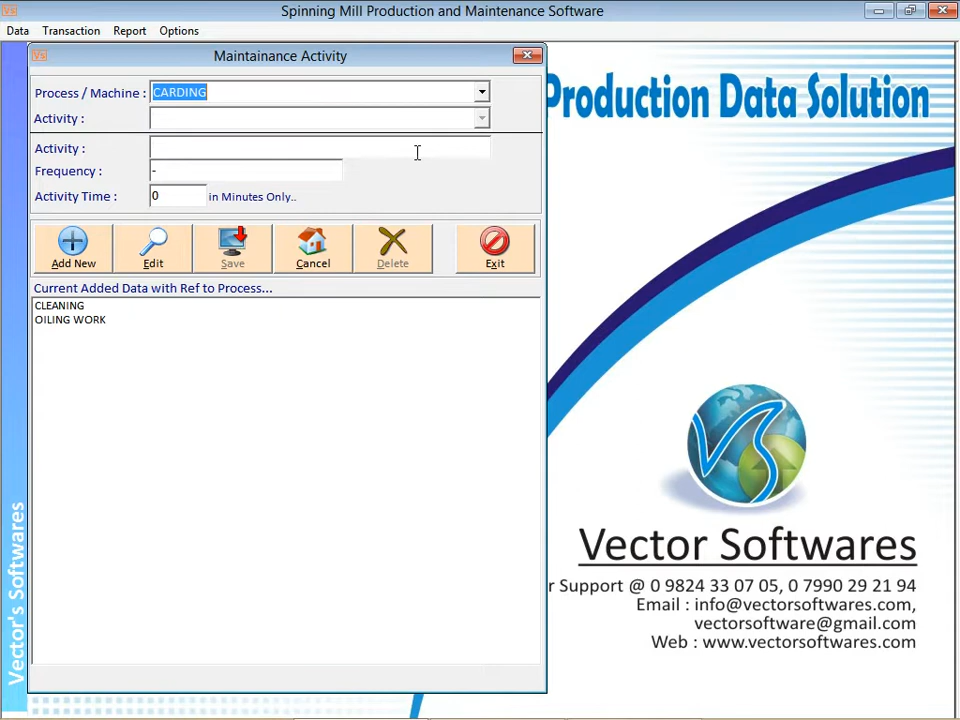 Spinning Mill Production and Maintenance Software
Data Transaction Report Options
Maintainance Activity
Process / Machine : CARDING
Activity :
Activity :
Frequency : -
Activity Time : 0 in Minutes Only..
Add New Edit Save Cancel Delete Exit
Current Added Data with Ref to Process...
CLEANING
OILING WORK
Production Data Solution
Vector Softwares
r Support @ 0 9824 33 07 05, 0 7990 29 21 94
Email : info@vectorsoftwares.com,
vectorsoftware@gmail.com
Web : www.vectorsoftwares.com
Vector's Softwares